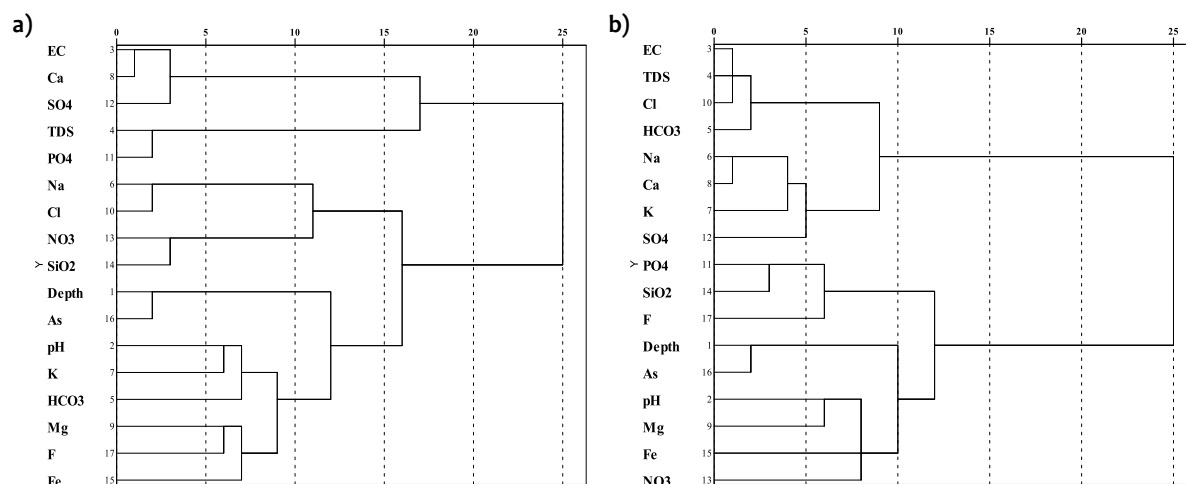 a)
0 5 10 15 20 25
EC 3
Ca 8
SO4 12
TDS 4
PO4 11
Na 6
Cl 10
NO3 13
Y
SiO2 14
Depth 1
As 16
pH 2
K 7
HCO3 5
Mg 9
F 17
Fe 15
b)
0 5 10 15 20 25
EC 3
TDS 4
Cl 10
HCO3 5
Na 6
Ca 8
K 7
SO4 12
Y
PO4 11
SiO2 14
F 17
Depth 1
As 16
pH 2
Mg 9
Fe 15
NO3 13